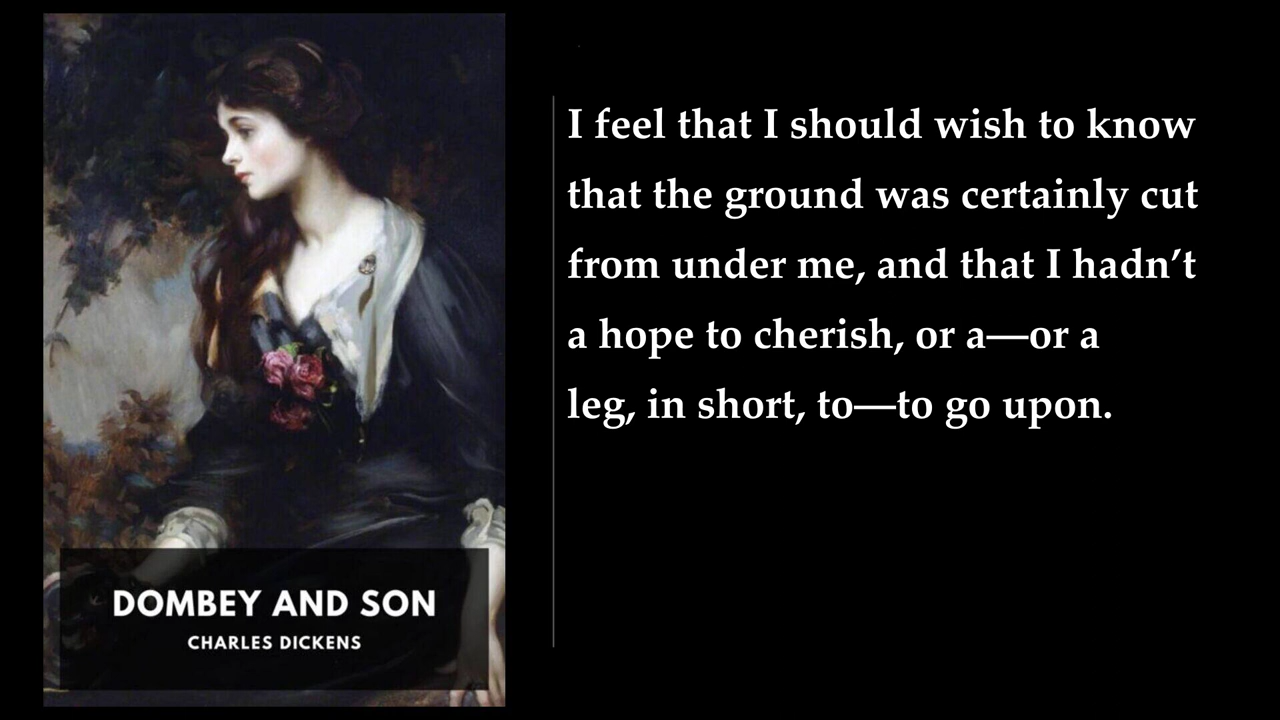 I feel that I should wish to know
that the ground was certainly cut
from under me, and that I hadn’t
a hope to cherish, or a—or a
leg, in short, to—to go upon.
DOMBEY AND SON
CHARLES DICKENS